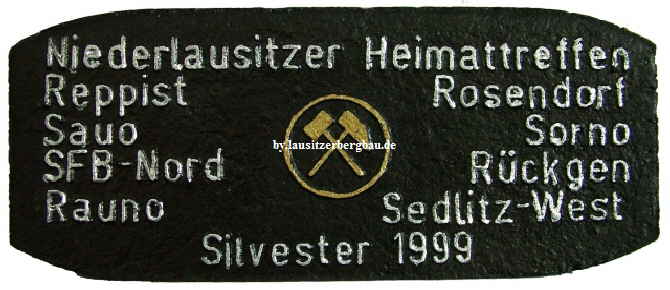 Niederlausitzer Heimattreffen
Reppist Rosendorf
Sauo Sorno
by.lausitzerbergbau.de
SFB-Nord Rückgen
Rauno Sedlitz-West
Silvester 1999